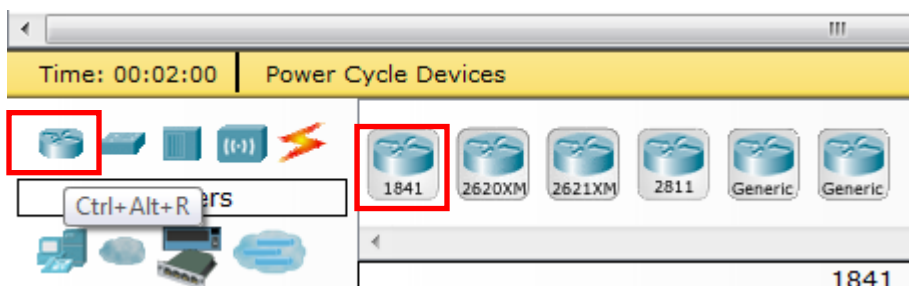 Time: 00:02:00 Power Cycle Devices
1841 2620XM 2621XM 2811 Generic Generic
Ctrl+Alt+R ers
1841